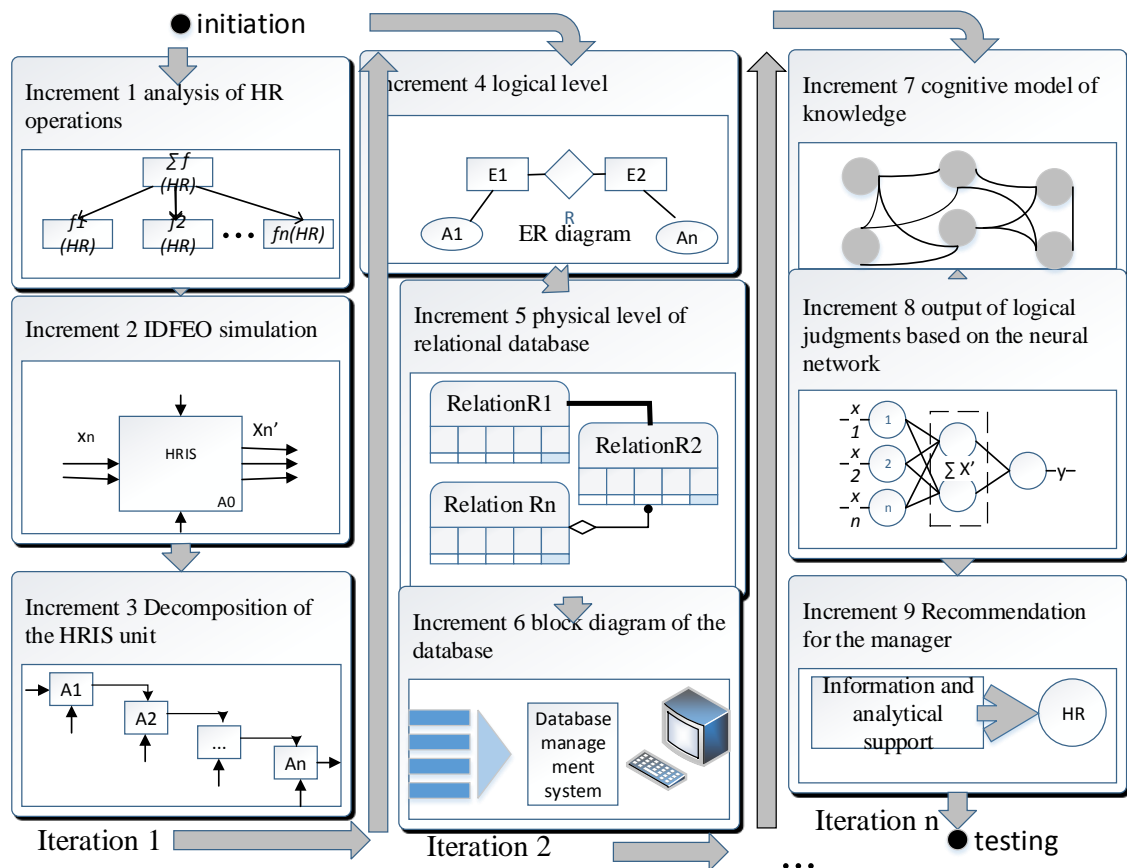 initiation
Increment 1 analysis of HR
operations
∑ f
(HR)
f1
(HR)
f2
(HR)
•••
fn(HR)
Increment 2 IDFEO simulation
xn
Xn’
HRIS
A0
Increment 3 Decomposition of
the HRIS unit
A1
A2
...
An
Iteration 1
Increment 4 logical level
E1
E2
R
A1
An
ER diagram
Increment 5 physical level of
relational database
RelationR1
RelationR2
Relation Rn
Increment 6 block diagram of the
database
Database
manage
ment
system
Iteration 2
...
Increment 7 cognitive model of
knowledge
Increment 8 output of logical
judgments based on the neural
network
x
1
1
x
2
2
x
n
n
∑ X’
y
Increment 9 Recommendation
for the manager
Information and
analytical
support
HR
Iteration n
testing